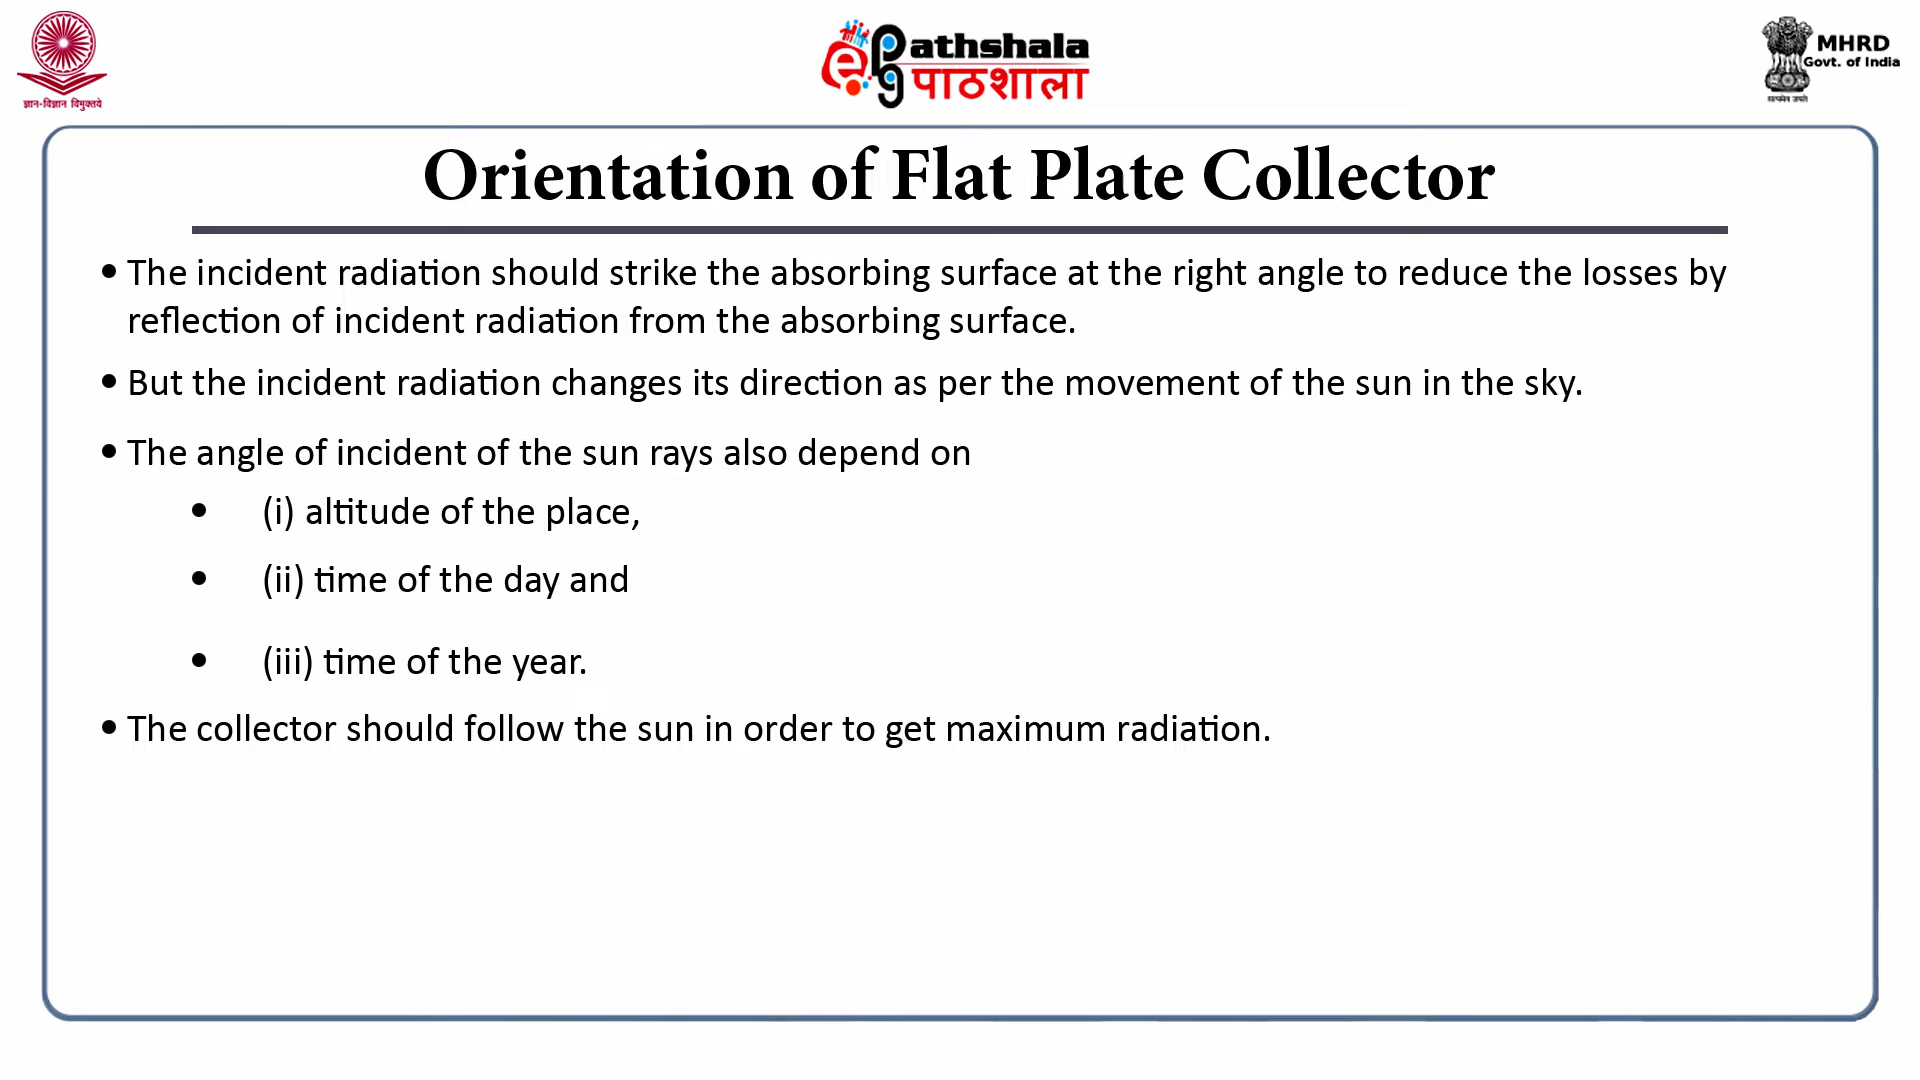 ज्ञान-विज्ञान विमुक्तये
ePgPathshala
पाठशाला
MHRD
Govt. of India
सत्यमेव जयते
Orientation of Flat Plate Collector
• The incident radiation should strike the absorbing surface at the right angle to reduce the losses by
reflection of incident radiation from the absorbing surface.
• But the incident radiation changes its direction as per the movement of the sun in the sky.
• The angle of incident of the sun rays also depend on
• (i) altitude of the place,
• (ii) time of the day and
• (iii) time of the year.
• The collector should follow the sun in order to get maximum radiation.